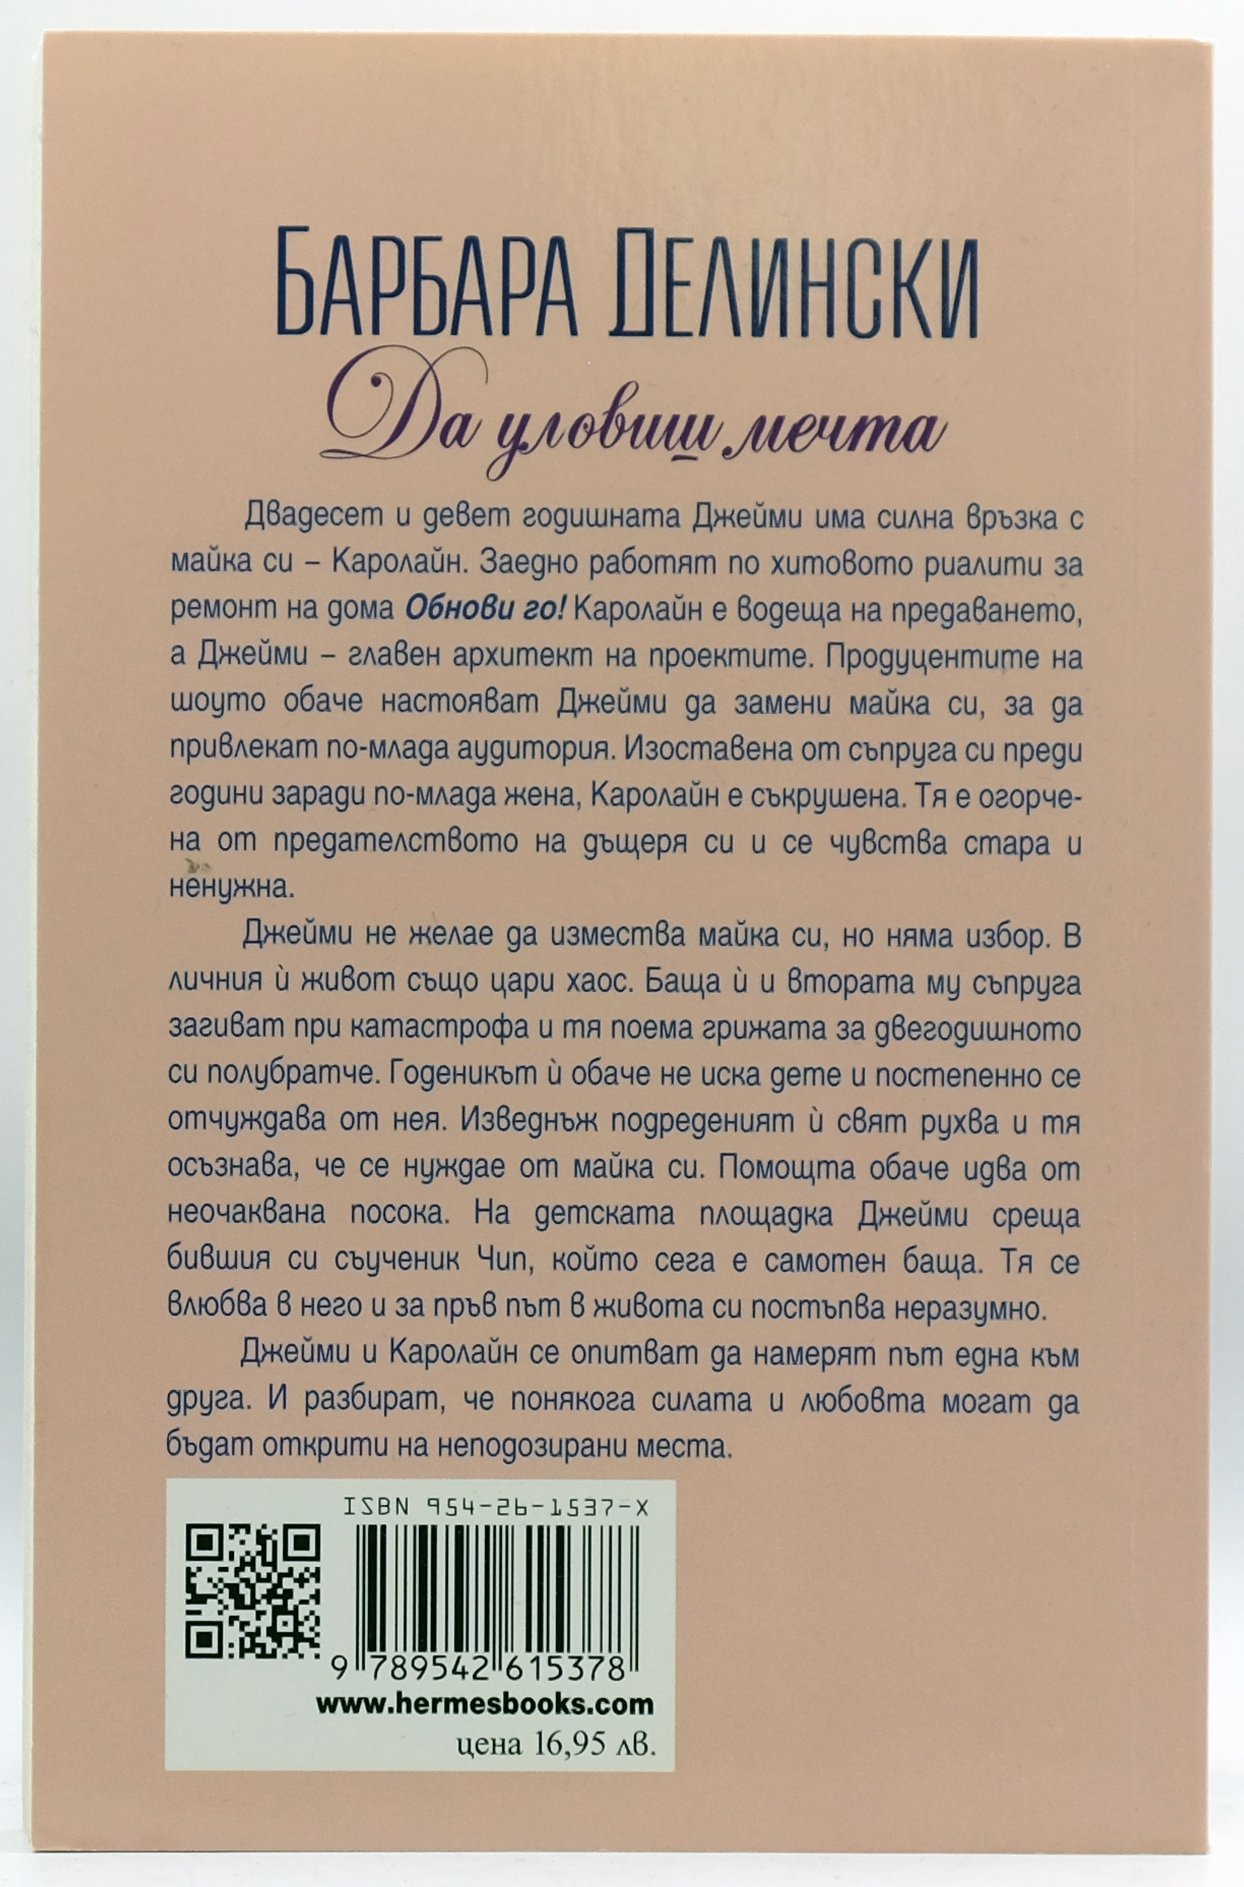 БАРБАРА ДЕЛИНСКИ
Да уловиш мечта
Двадесет и девет годишната Джейми има силна връзка с
майка си – Каролайн. Заедно работят по хитовото риалити за
ремонт на дома Обнови го! Каролайн е водеща на предаването,
а Джейми – главен архитект на проектите. Продуцентите на
шоуто обаче настояват Джейми да замени майка си, за да
привлекат по-млада аудитория. Изоставена от съпруга си преди
години заради по-млада жена, Каролайн е съкрушена. Тя е огорче-
на от предателството на дъщеря си и се чувства стара и
ненужна.
Джейми не желае да измества майка си, но няма избор. В
личния ѝ живот също цари хаос. Баща ѝ и втората му съпруга
загиват при катастрофа и тя поема грижата за двегодишното
си полубратче. Годеникът ѝ обаче не иска дете и постепенно се
отчуждава от нея. Изведнъж подреденият ѝ свят рухва и тя
осъзнава, че се нуждае от майка си. Помощта обаче идва от
неочаквана посока. На детската площадка Джейми среща
бившия си съученик Чип, който сега е самотен баща. Тя се
влюбва в него и за пръв път в живота си постъпва неразумно.
Джейми и Каролайн се опитват да намерят път една към
друга. И разбират, че понякога силата и любовта могат да
бъдат открити на неподозирани места.
ISBN 954-26-1537-X
9 789542 615378
www.hermesbooks.com
цена 16,95 лв.